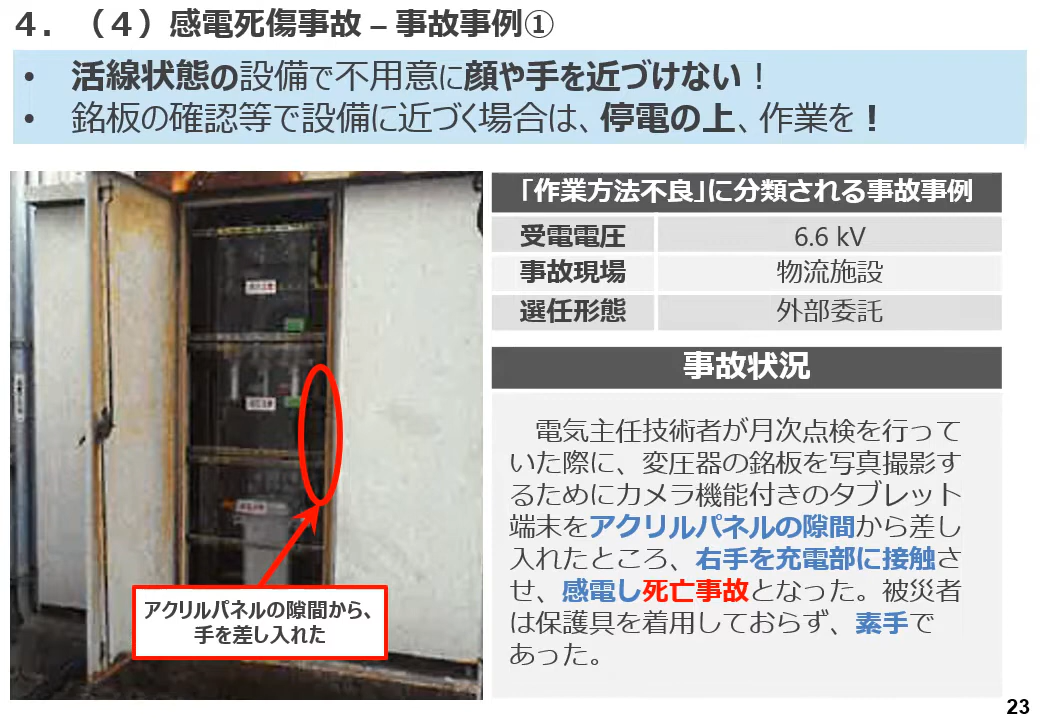 ４．（４）感電死傷事故 – 事故事例①
• 活線状態の設備で不用意に顔や手を近づけない！
• 銘板の確認等で設備に近づく場合は、停電の上、作業を！
｢作業方法不良｣に分類される事故事例
受電電圧 6.6 kV
事故現場 物流施設
選任形態 外部委託
事故状況
電気主任技術者が月次点検を行って
いた際に、変圧器の銘板を写真撮影す
るためにカメラ機能付きのタブレット
端末をアクリルパネルの隙間から差し
入れたところ、右手を充電部に接触さ
せ、感電し死亡事故となった。被災者
は保護具を着用しておらず、素手で
あった。
アクリルパネルの隙間から、
手を差し入れた
23